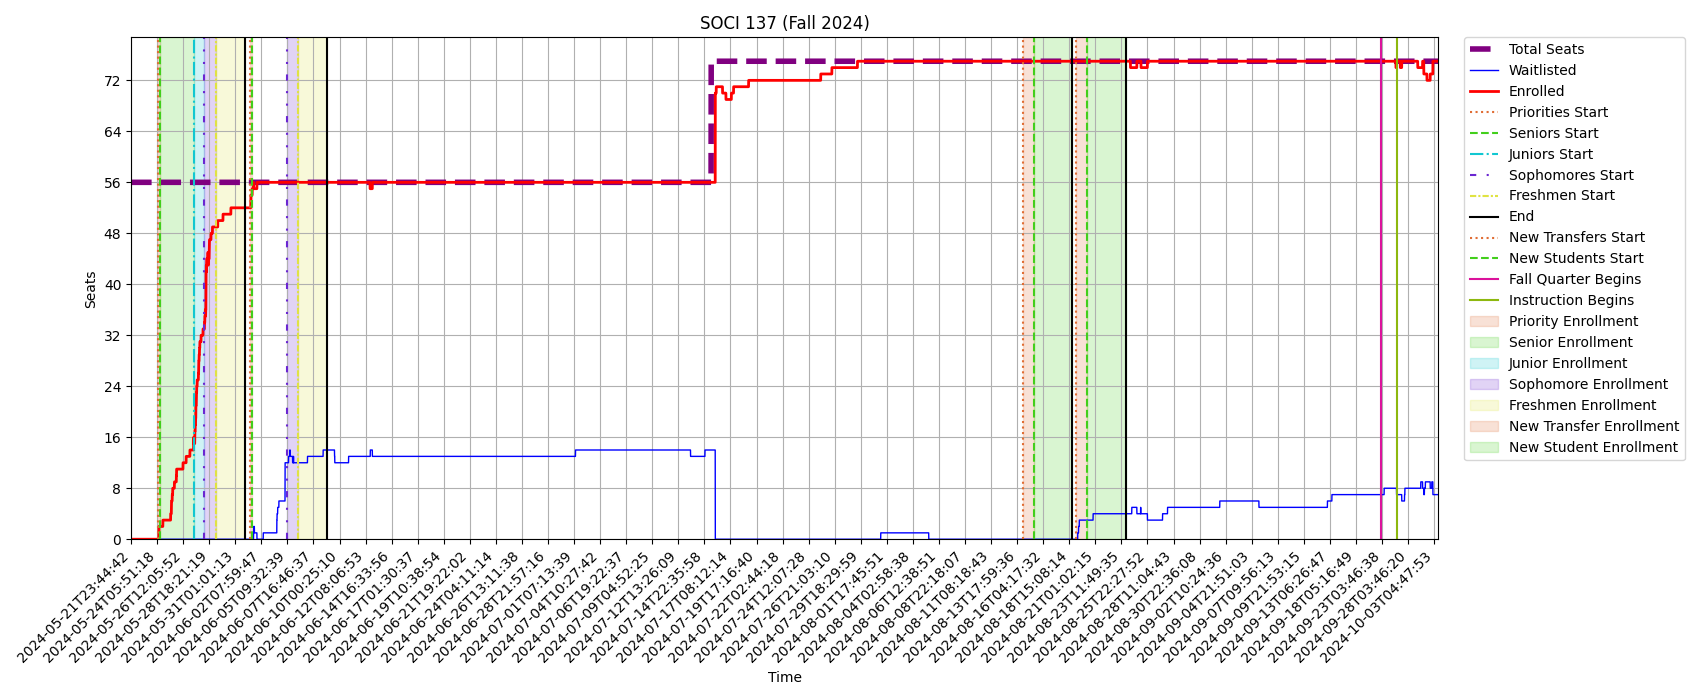 SOCI 137 (Fall 2024)
Seats
72
64
56
48
40
32
24
16
8
0
2024-05-21T23:44:42
2024-05-24T05:51:18
2024-05-26T12:05:52
2024-05-28T18:21:19
2024-05-31T01:01:13
2024-06-02T07:59:47
2024-06-05T09:32:39
2024-06-07T16:46:37
2024-06-10T00:25:10
2024-06-12T08:06:53
2024-06-14T16:33:56
2024-06-17T01:30:37
2024-06-19T10:38:54
2024-06-21T19:22:02
2024-06-24T04:11:14
2024-06-26T13:11:38
2024-06-28T21:57:16
2024-07-01T07:13:39
2024-07-04T10:27:42
2024-07-06T19:22:37
2024-07-09T04:52:25
2024-07-12T13:26:09
2024-07-14T22:35:58
2024-07-17T08:12:14
2024-07-19T17:16:40
2024-07-22T02:44:18
2024-07-24T12:07:28
2024-07-26T21:03:10
2024-07-29T18:29:59
2024-08-01T17:45:51
2024-08-04T02:58:38
2024-08-06T12:38:51
2024-08-08T22:18:07
2024-08-11T08:18:43
2024-08-13T17:59:36
2024-08-16T04:17:32
2024-08-18T15:08:14
2024-08-21T01:02:15
2024-08-23T11:49:35
2024-08-25T22:27:52
2024-08-28T11:04:43
2024-08-30T22:36:08
2024-09-02T10:24:36
2024-09-04T21:51:03
2024-09-07T09:56:13
2024-09-09T21:53:15
2024-09-13T06:26:47
2024-09-18T05:16:49
2024-09-23T03:46:38
2024-09-28T03:46:20
2024-10-03T04:47:53
Time
Total Seats
Waitlisted
Enrolled
Priorities Start
Seniors Start
Juniors Start
Sophomores Start
Freshmen Start
End
New Transfers Start
New Students Start
Fall Quarter Begins
Instruction Begins
Priority Enrollment
Senior Enrollment
Junior Enrollment
Sophomore Enrollment
Freshmen Enrollment
New Transfer Enrollment
New Student Enrollment